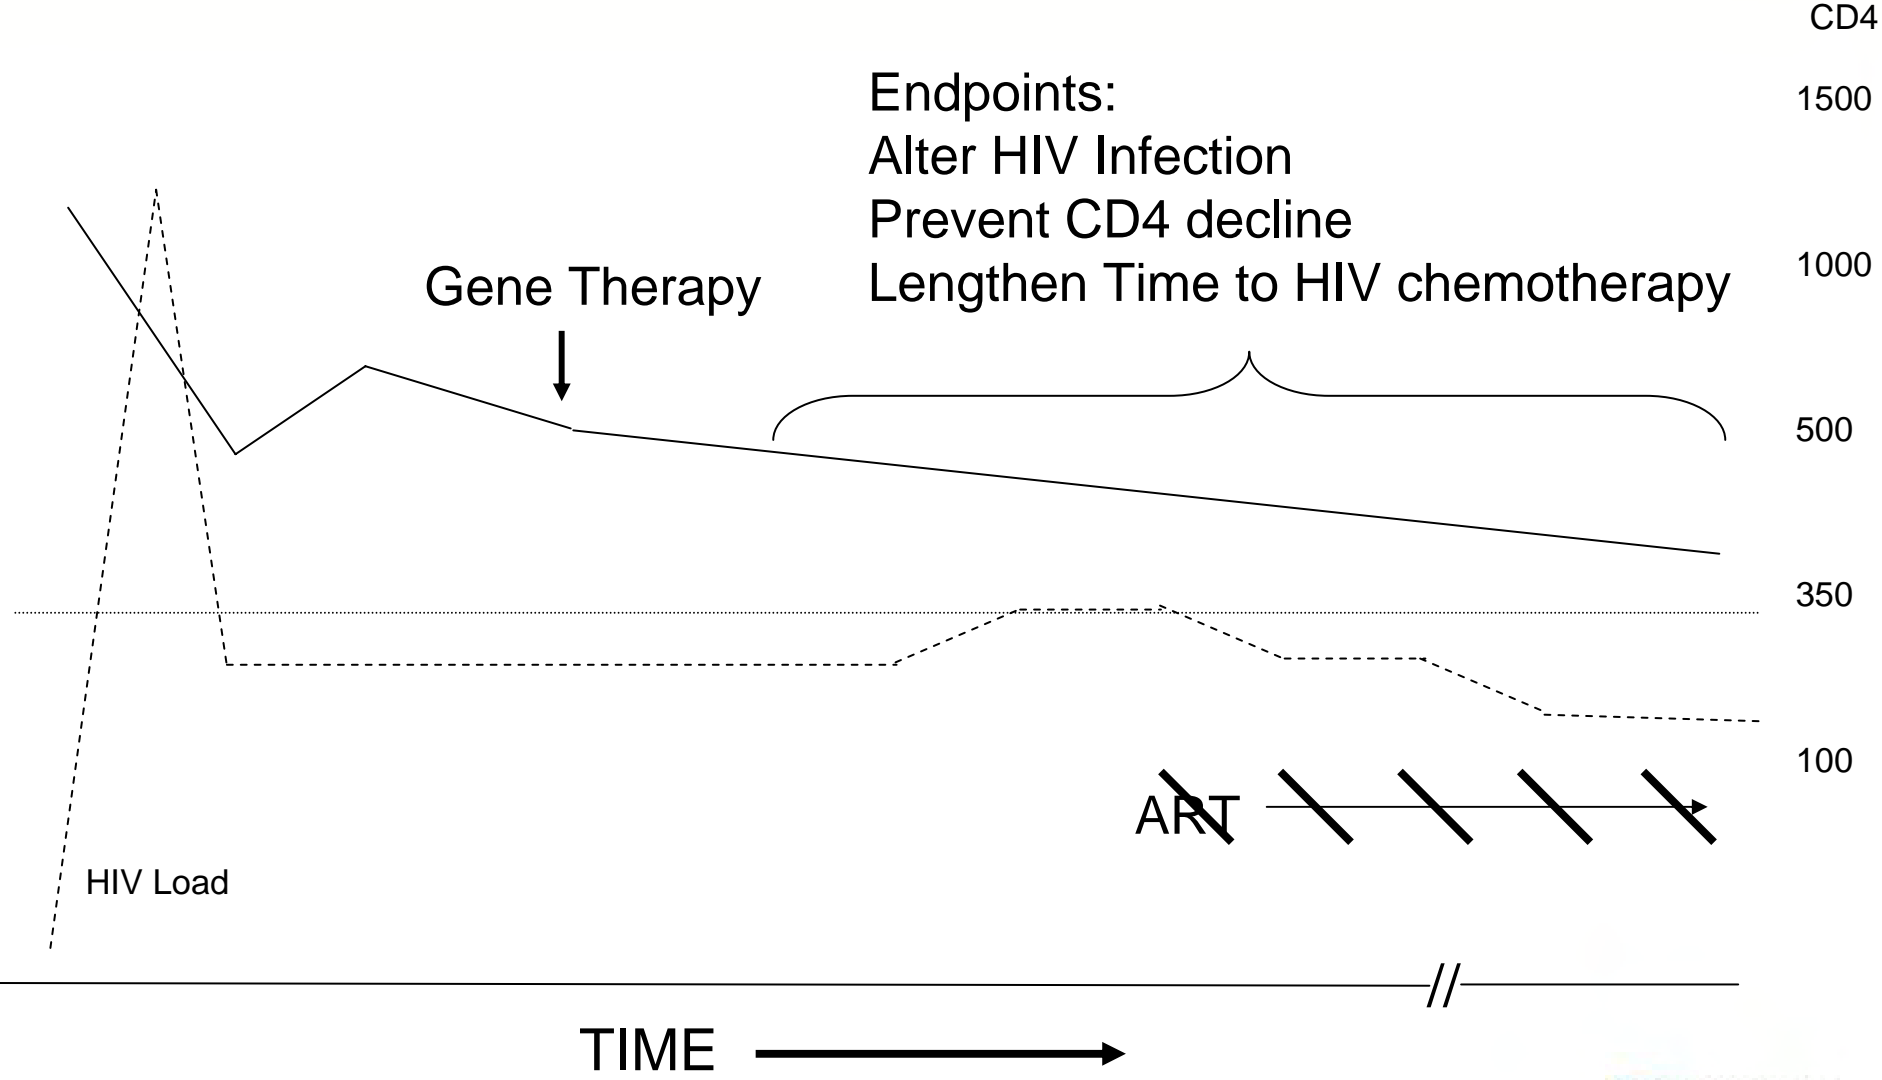 CD4
Endpoints:
1500
Alter HIV Infection
Prevent CD4 decline
1000
Gene Therapy
Lengthen Time to HIV chemotherapy
500
350
100
ART
HIV Load
TIME